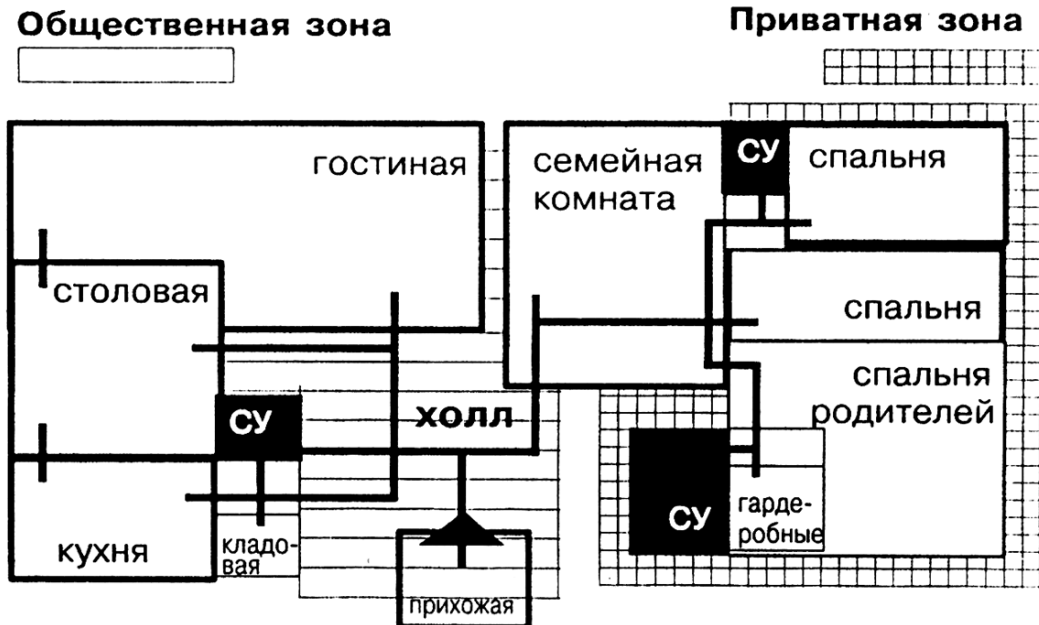 Общественная зона
Приватная зона
гостиная
семейная
комната
СУ
спальня
столовая
спальня
спальня
родителей
СУ
холл
СУ
гарде-
робные
кухня
кладо-
вая
прихожая